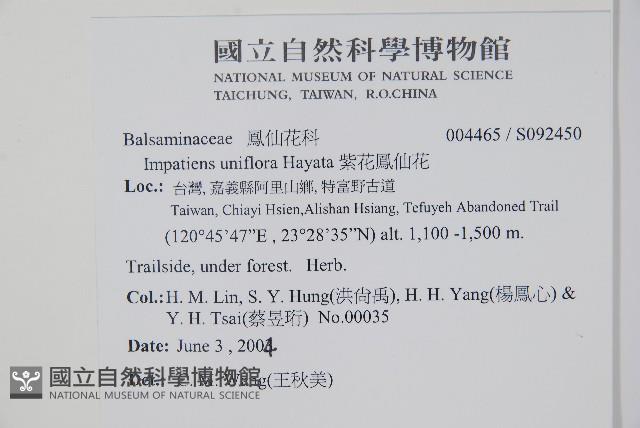 國立自然科學博物館
NATIONAL MUSEUM OF NATURAL SCIENCE
TAICHUNG, TAIWAN, R.O.CHINA
Balsaminaceae 鳳仙花科 004465 / S092450
Impatiens uniflora Hayata 紫花鳳仙花
Loc.: 台灣, 嘉義縣阿里山鄉, 特富野古道
Taiwan, Chiayi Hsien,Alishan Hsiang, Tefuyeh Abandoned Trail
(120°45'47”E , 23°28'35”N) alt. 1,100 -1,500 m.
Trailside, under forest. Herb.
Col.: H. M. Lin, S. Y. Hung(洪尙禹), H. H. Yang(楊鳳心) &
Y. H. Tsai(蔡昱珩) No.00035
Date: June 3 , 2004
(王秋美)
國立自然科學博物館
NATIONAL MUSEUM OF NATURAL SCIENCE